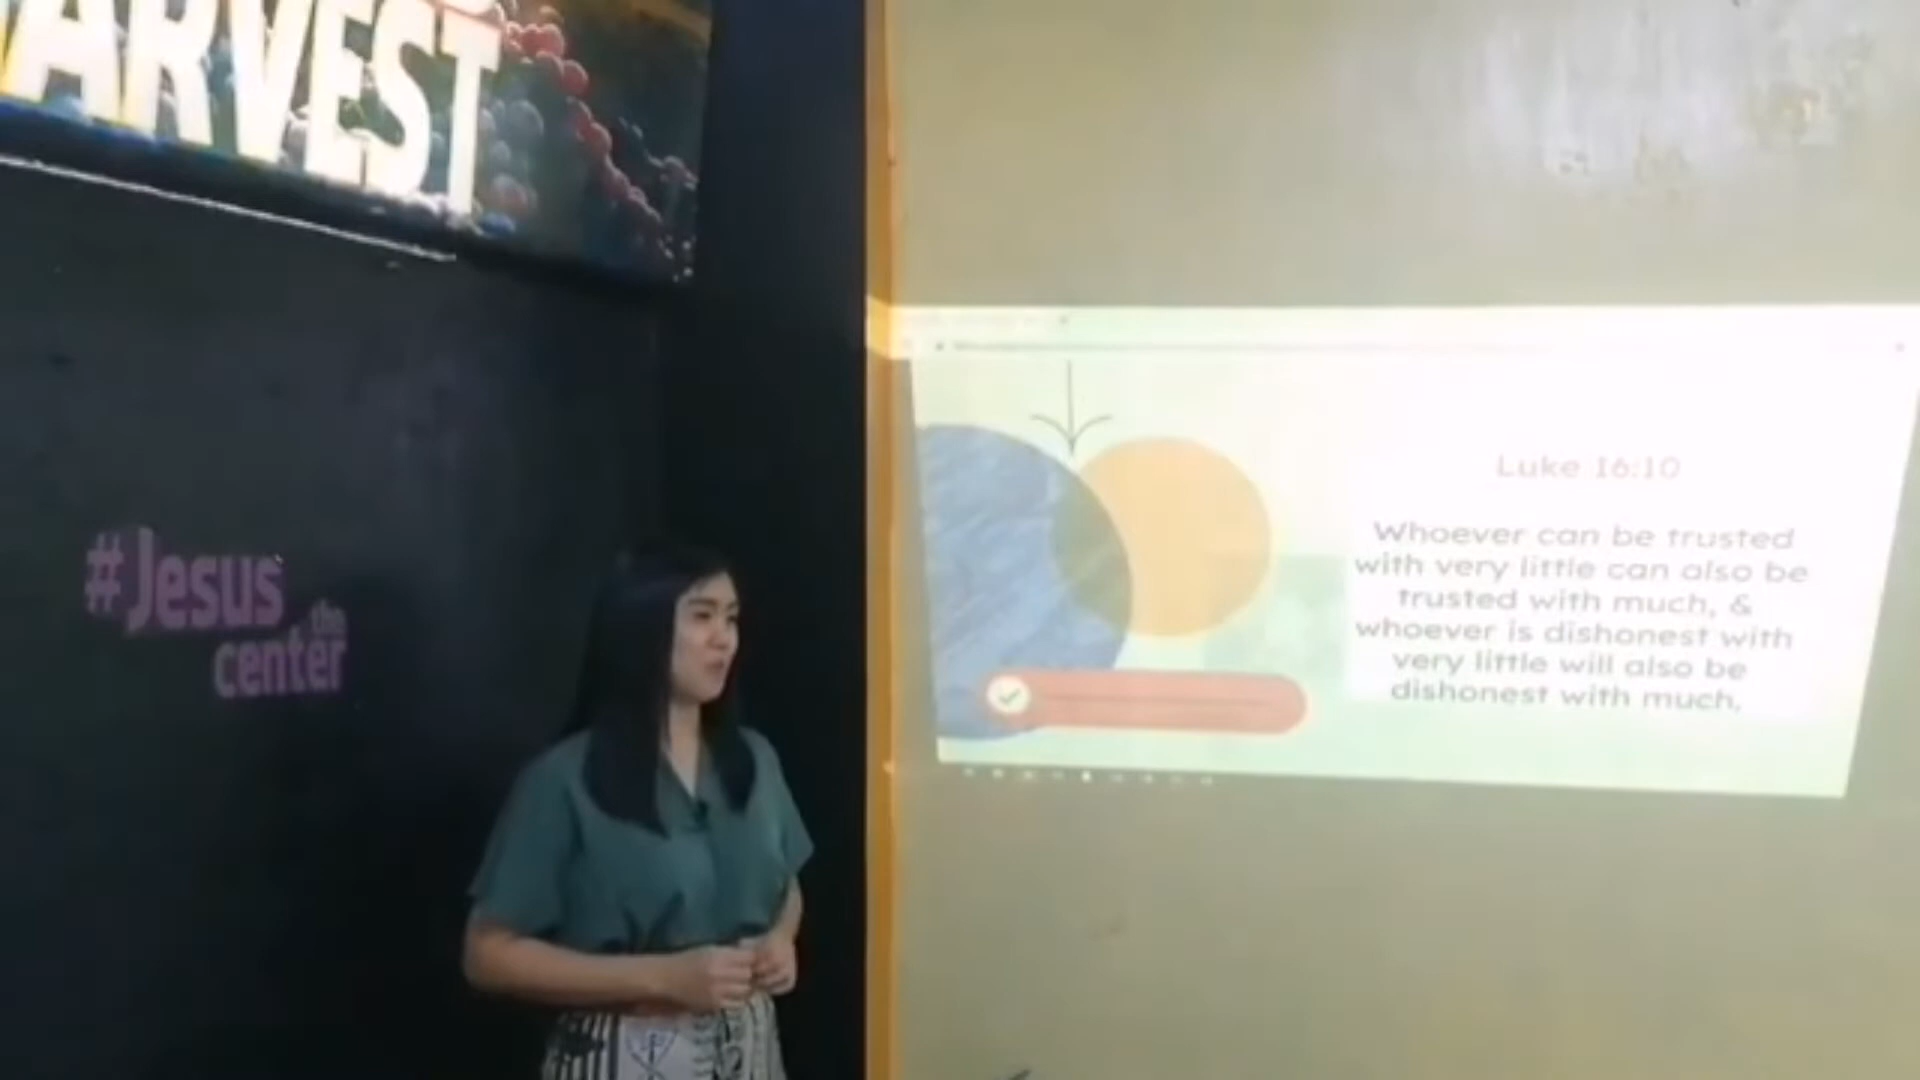 ARVEST
#Jesus
the
center
Luke 16:10
Whoever can be trusted
with very little can also be
trusted with much, &
whoever is dishonest with
very little will also be
dishonest with much,